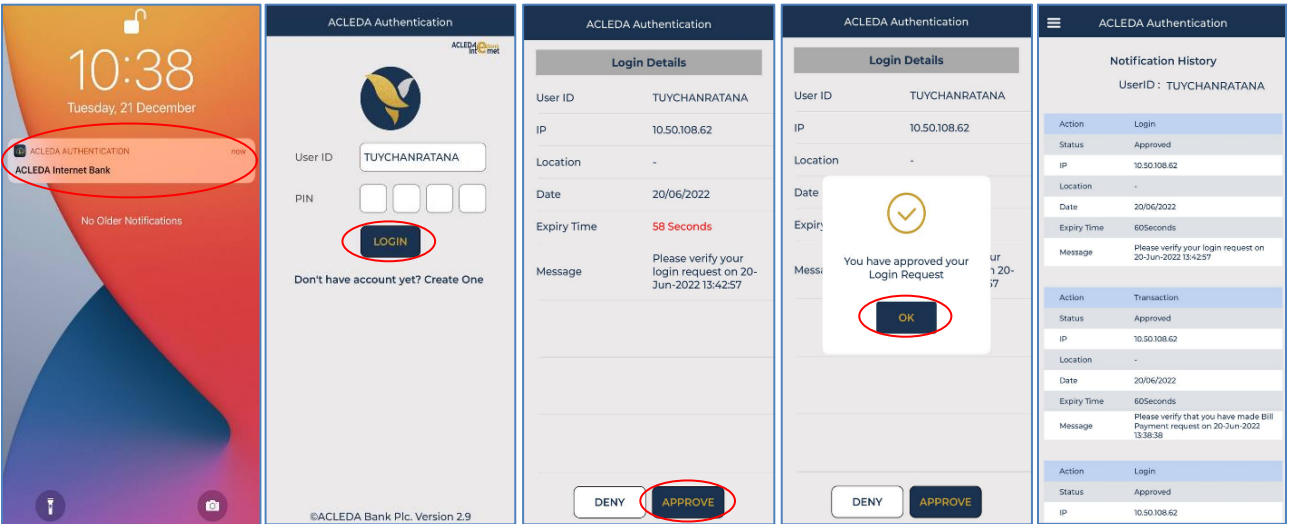 10:38
Tuesday, 21 December
ACLEDA AUTHENTICATION now
ACLEDA Internet Bank
No Older Notifications
ACLEDA Authentication
User ID TUYCHANRATANA
PIN
LOGIN
Don't have account yet? Create One
©ACLEDA Bank Plc. Version 2.9
ACLEDA Authentication
Login Details
User ID TUYCHANRATANA
IP 10.50.108.62
Location -
Date 20/06/2022
Expiry Time 58 Seconds
Message Please verify your
login request on 20-
Jun-2022 13:42:57
DENY APPROVE
ACLEDA Authentication
Login Details
User ID TUYCHANRATANA
IP 10.50.108.62
Location -
Date
You have approved your
Login Request
OK
DENY APPROVE
ACLEDA Authentication
Notification History
UserID : TUYCHANRATANA
Action Login
Status Approved
IP 10.50.108.62
Location -
Date 20/06/2022
Expiry Time 60Seconds
Message Please verify your login request on
20-Jun-2022 13:42:57
Action Transaction
Status Approved
IP 10.50.108.62
Location -
Date 20/06/2022
Expiry Time 60Seconds
Message Please verify that you have made Bill
Payment request on 20-Jun-2022
13:38:38
Action Login
Status Approved
IP 10.50.108.62